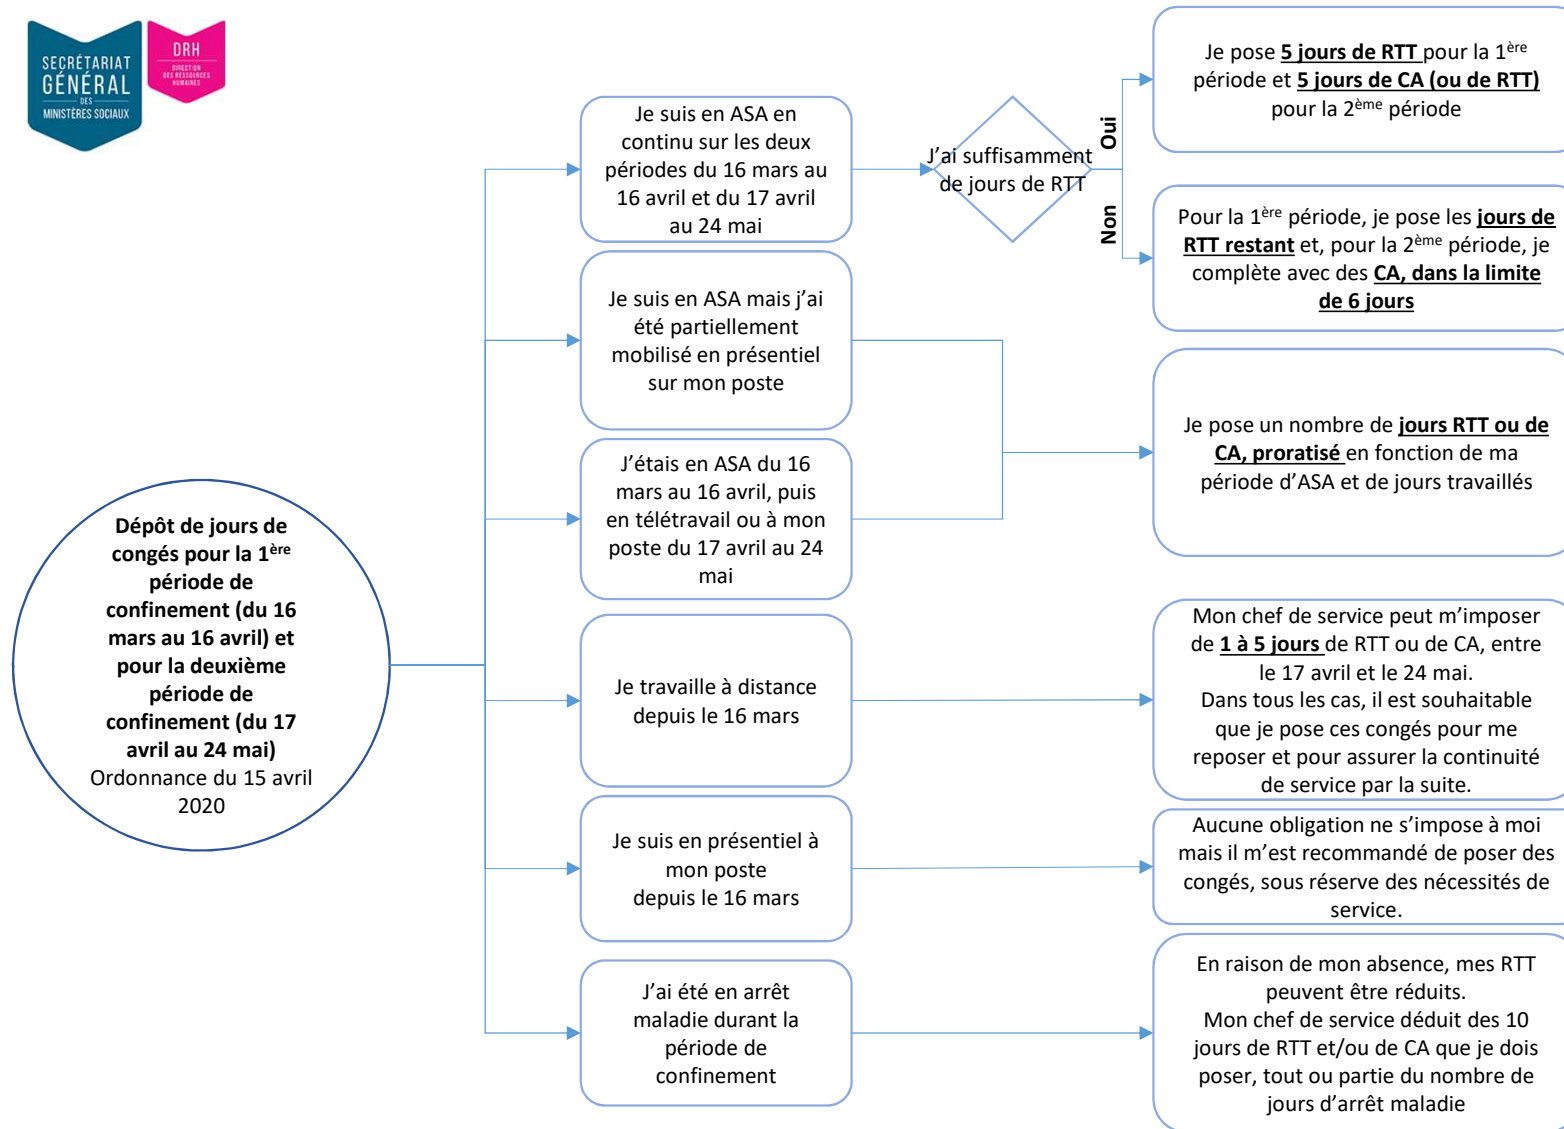 SECRÉTARIAT
GÉNÉRAL
DES
MINISTÈRES SOCIAUX
DRH
DIRECTION
DES RESSOURCES
HUMAINES
Dépôt de jours de
congés pour la 1ère
période de
confinement (du 16
mars au 16 avril) et
pour la deuxième
période de
confinement (du 17
avril au 24 mai)
Ordonnance du 15 avril
2020
Je suis en ASA en
continu sur les deux
périodes du 16 mars au
16 avril et du 17 avril
au 24 mai
J'ai suffisamment
de jours de RTT
Oui
Non
Je pose 5 jours de RTT pour la 1ère
période et 5 jours de CA (ou de RTT)
pour la 2ème période
Pour la 1ère période, je pose les jours de
RTT restant et, pour la 2ème période, je
complète avec des CA, dans la limite
de 6 jours
Je suis en ASA mais j'ai
été partiellement
mobilisé en présentiel
sur mon poste
J'étais en ASA du 16
mars au 16 avril, puis
en télétravail ou à mon
poste du 17 avril au 24
mai
Je pose un nombre de jours RTT ou de
CA, proratisé en fonction de ma
période d'ASA et de jours travaillés
Je travaille à distance
depuis le 16 mars
Mon chef de service peut m'imposer
de 1 à 5 jours de RTT ou de CA, entre
le 17 avril et le 24 mai.
Dans tous les cas, il est souhaitable
que je pose ces congés pour me
reposer et pour assurer la continuité
de service par la suite.
Je suis en présentiel à
mon poste
depuis le 16 mars
Aucune obligation ne s'impose à moi
mais il m'est recommandé de poser des
congés, sous réserve des nécessités de
service.
J'ai été en arrêt
maladie durant la
période de
confinement
En raison de mon absence, mes RTT
peuvent être réduits.
Mon chef de service déduit des 10
jours de RTT et/ou de CA que je dois
poser, tout ou partie du nombre de
jours d'arrêt maladie